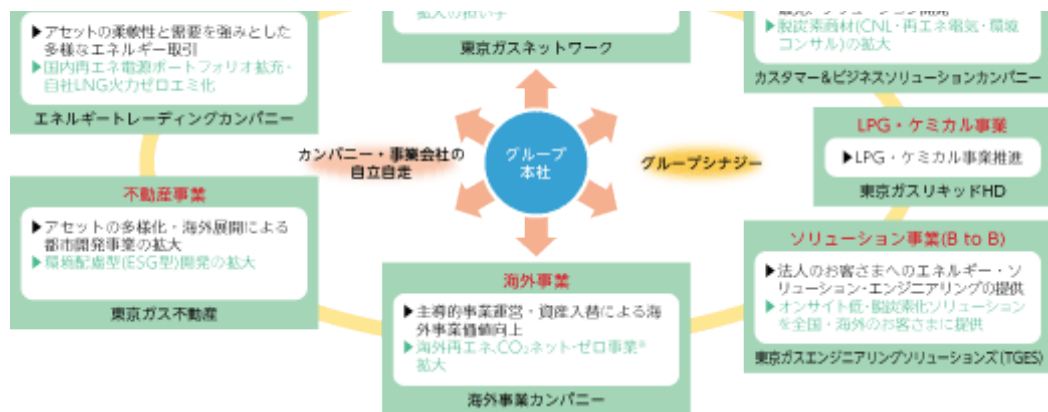 ▶アセットの柔軟性と需要を強みとした
多様なエネルギー取引
▶国内再エネ電源ポートフォリオ拡充・
自社LNG火力ゼロエミ化
エネルギートレーディングカンパニー
拡大の担い手
東京ガスネットワーク
▶脱炭素商材(CNL・再エネ電気・環境
コンサル)の拡大
カスタマー&ビジネスソリューションカンパニー
カンパニー・事業会社の
自立自走
グループ
本社
グループシナジー
LPG・ケミカル事業
▶LPG・ケミカル事業推進
東京ガスリキッドHD
不動産事業
▶アセットの多様化・海外展開による
都市開発事業の拡大
▶環境配慮型(ESG型)開発の拡大
東京ガス不動産
海外事業
▶主導的事業運営・資産入替による海
外事業価値向上
▶海外再エネ、CO₂ネット・ゼロ事業※
拡大
海外事業カンパニー
ソリューション事業(B to B)
▶法人のお客さまへのエネルギー・ソ
リューション・エンジニアリングの提供
▶オンサイト低・脱炭素化ソリューション
を全国・海外のお客さまに提供
東京ガスエンジニアリングソリューションズ(TGES)